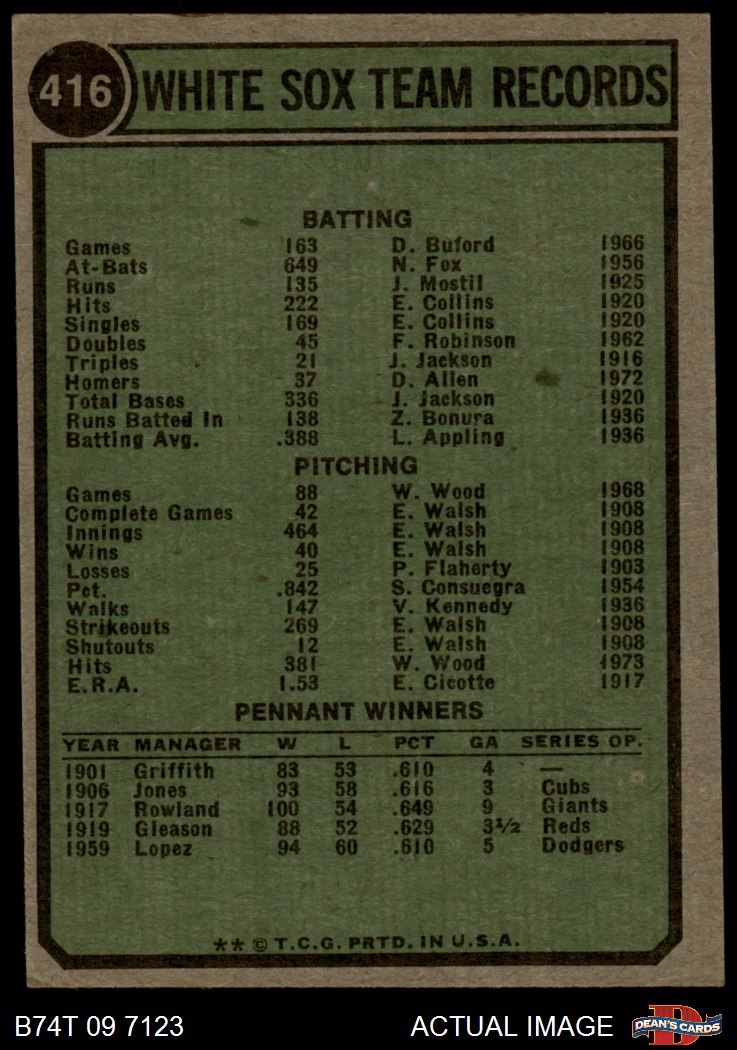 416 WHITE SOX TEAM RECORDS
BATTING
Games 163 D. Buford 1966
At-Bats 649 N. Fox 1956
Runs 135 J. Mostil 1925
Hits 222 E. Collins 1920
Singles 169 E. Collins 1920
Doubles 45 F. Robinson 1962
Triples 21 J. Jackson 1916
Homers 37 D. Allen 1972
Total Bases 336 J. Jackson 1920
Runs Batted In 138 Z. Bonura 1936
Batting Avg. .388 L. Appling 1936
PITCHING
Games 88 W. Wood 1968
Complete Games 42 E. Walsh 1908
Innings 464 E. Walsh 1908
Wins 40 E. Walsh 1908
Losses 25 P. Flaherty 1903
Pct. .842 S. Consuegra 1954
Walks 147 V. Kennedy 1936
Strikeouts 269 E. Walsh 1908
Shutouts 12 E. Walsh 1908
Hits 381 W. Wood 1973
E.R.A. 1.53 E. Cicotte 1917
PENNANT WINNERS
YEAR MANAGER W L PCT GA SERIES OP.
1901 Griffith 83 53 .610 4 —
1906 Jones 93 58 .616 3 Cubs
1917 Rowland 100 54 .649 9 Giants
1919 Gleason 88 52 .629 3½ Reds
1959 Lopez 94 60 .610 5 Dodgers
** © T.C.G. PRTD. IN U.S.A.
B74T 09 7123 ACTUAL IMAGE D DEAN'S CARDS